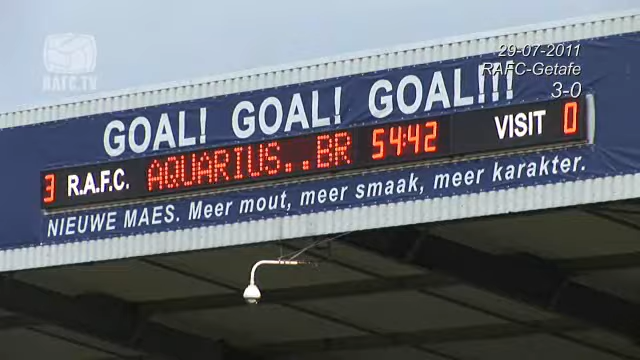 29-07-2011
RAFC-Getafe
3-0
RAFC.TV
GOAL! GOAL! GOAL!!!
3 R.A.F.C. AQUARIUS..BR 54:42 VISIT 0
NIEUWE MAES. Meer mout, meer smaak, meer karakter.